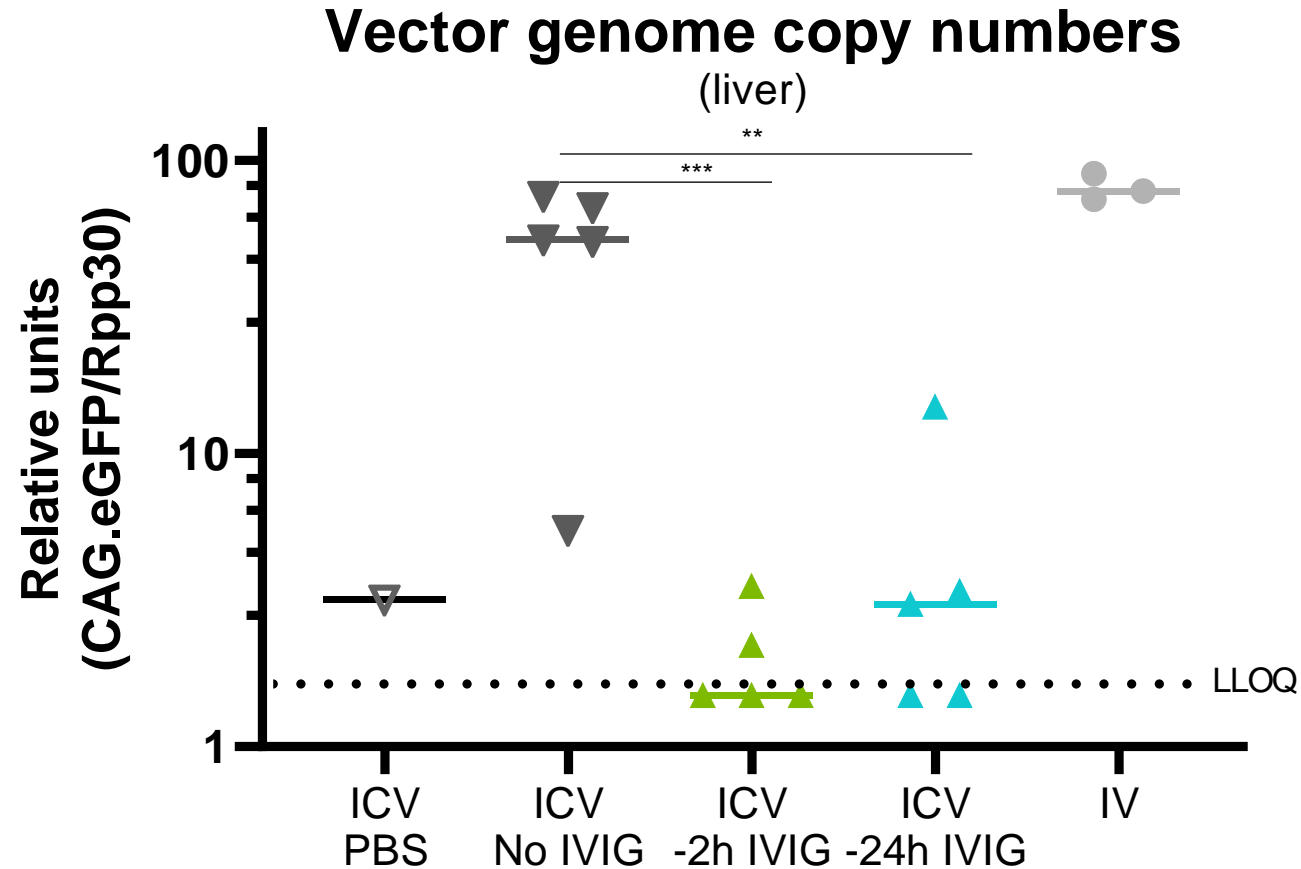 Vector genome copy numbers
(liver)
Relative units
(CAG.eGFP/Rpp30)
100
10
1
**
***
LLOQ
ICV
PBS
ICV
No IVIG
ICV
-2h IVIG
ICV
-24h IVIG
IV